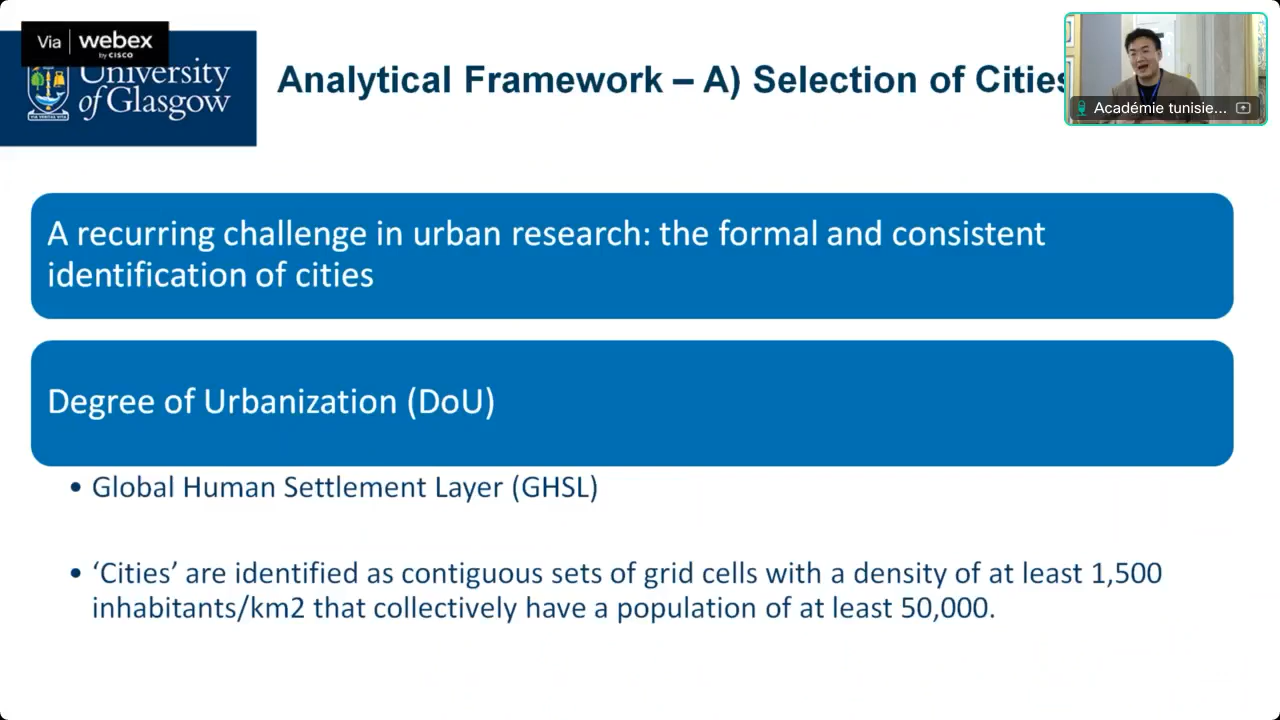 Via webex
by CISCO
University
of Glasgow
VIA VERITAS VITA
Analytical Framework – A) Selection of Cities
Académie tunisie...
A recurring challenge in urban research: the formal and consistent
identification of cities
Degree of Urbanization (DoU)
• Global Human Settlement Layer (GHSL)
• ‘Cities’ are identified as contiguous sets of grid cells with a density of at least 1,500
inhabitants/km2 that collectively have a population of at least 50,000.